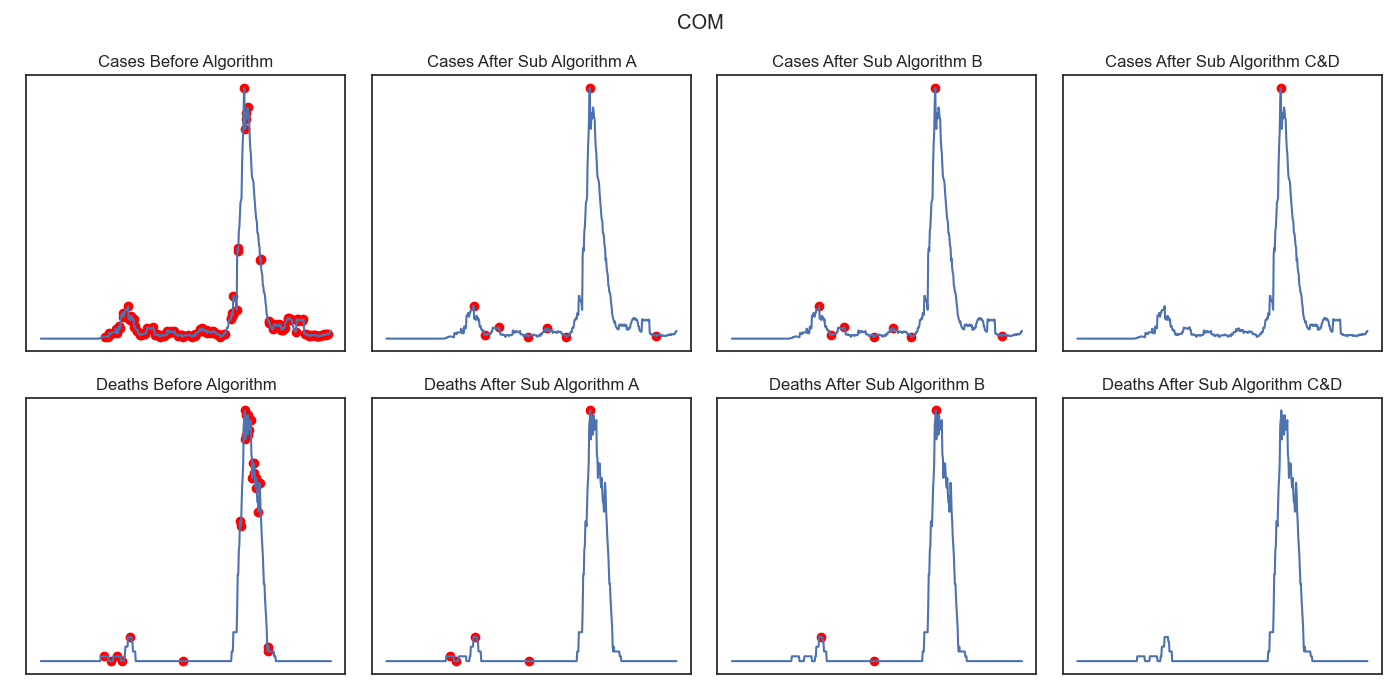 COM
Cases Before Algorithm
Cases After Sub Algorithm A
Cases After Sub Algorithm B
Cases After Sub Algorithm C&D
Deaths Before Algorithm
Deaths After Sub Algorithm A
Deaths After Sub Algorithm B
Deaths After Sub Algorithm C&D